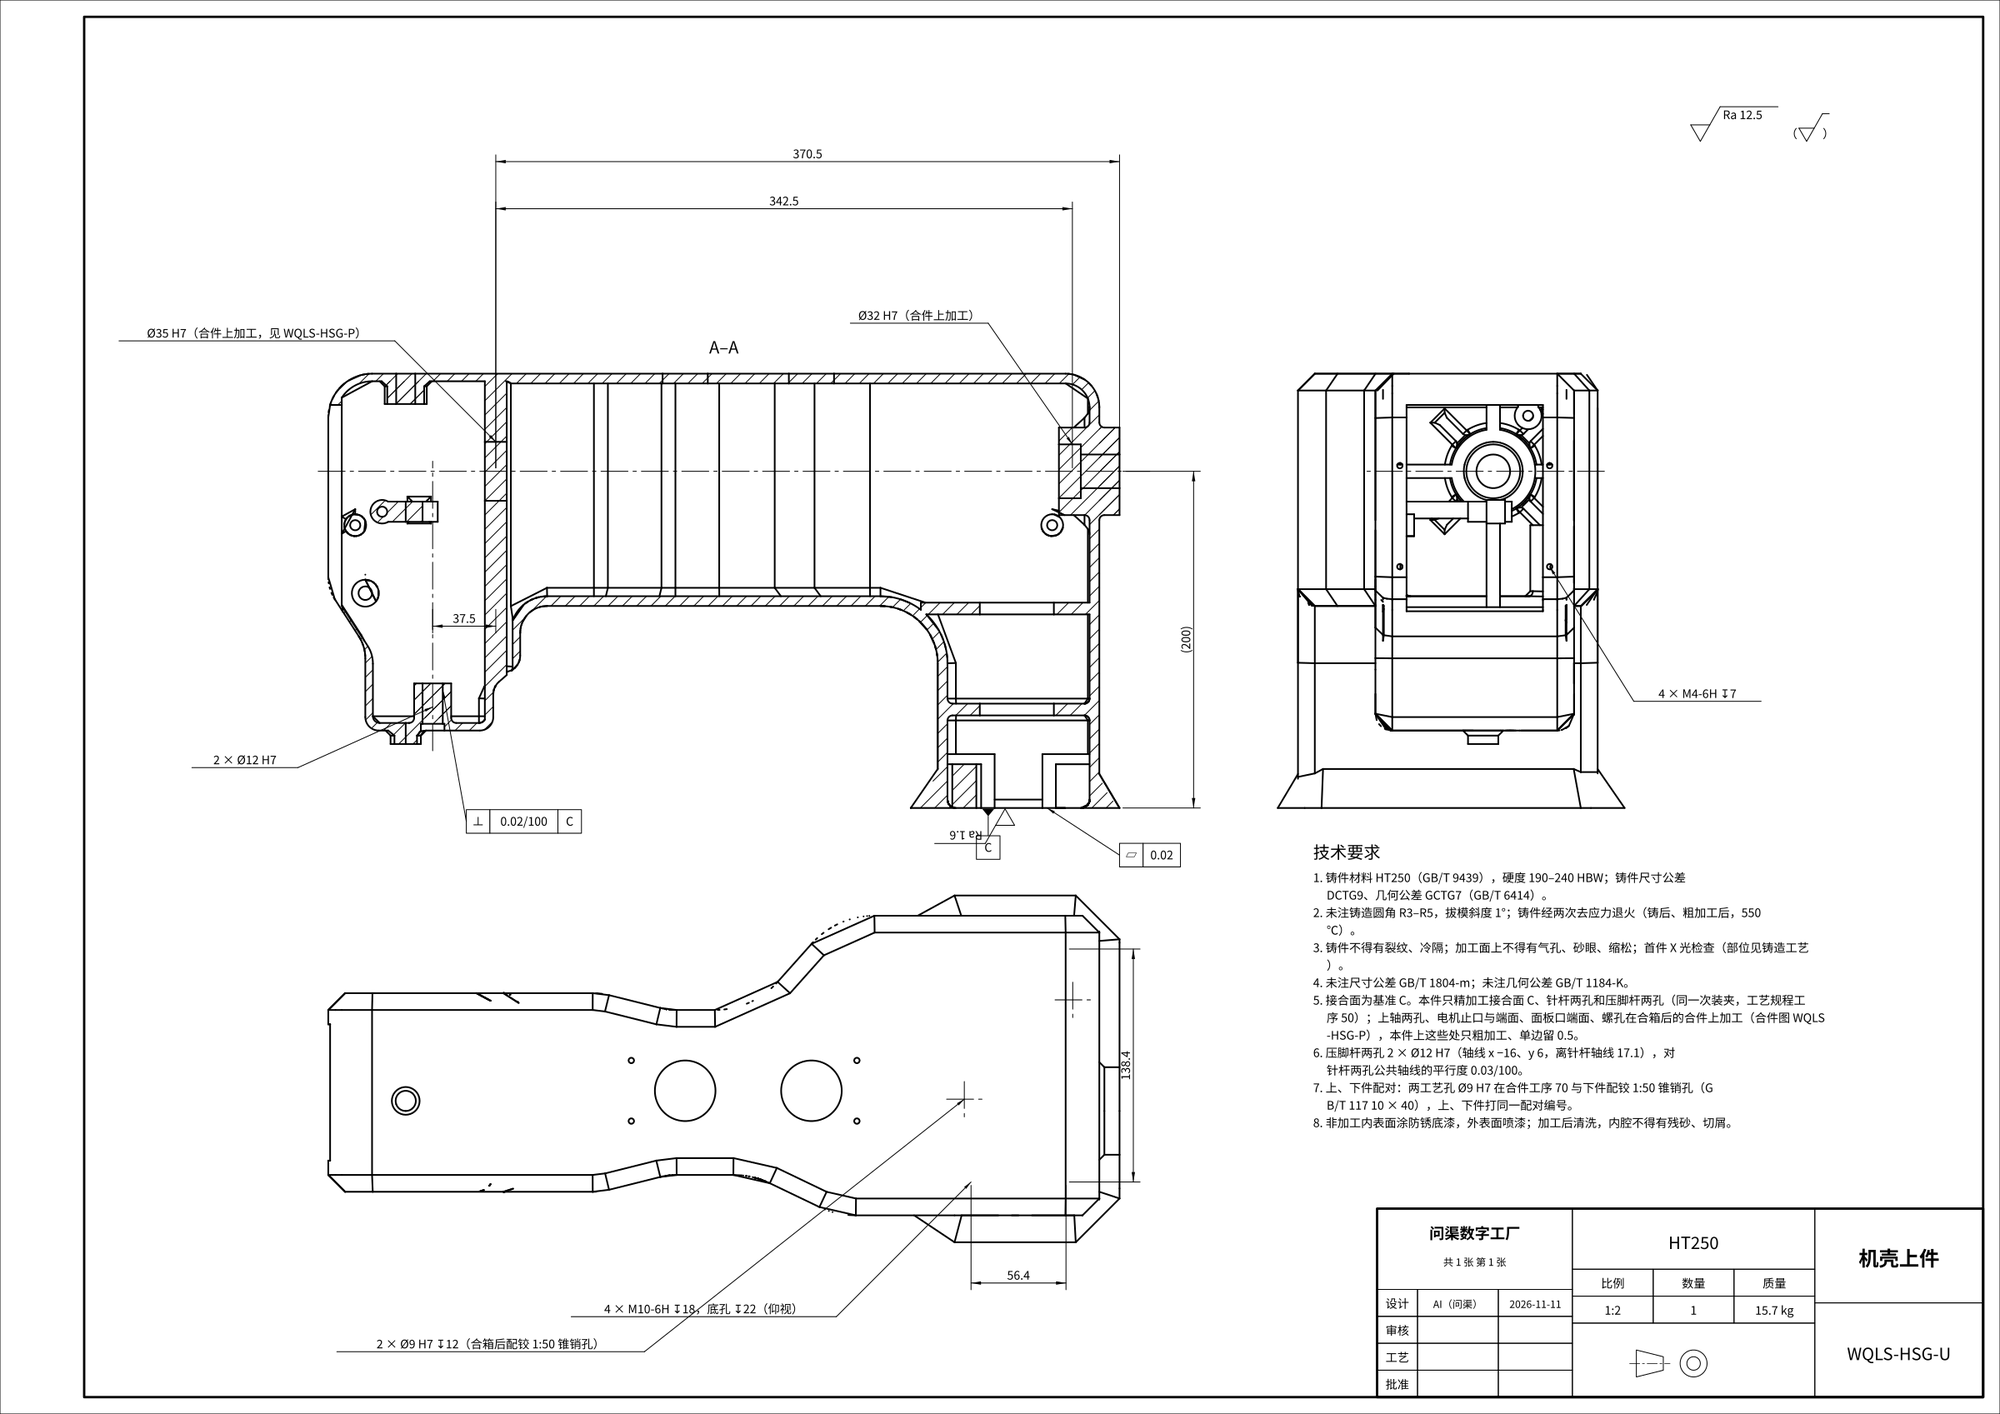 Ra 12.5
(    )
370.5
342.5
Ø35 H7（合件上加工，见 WQLS-HSG-P）
Ø32 H7（合件上加工）
A–A
37.5
(200)
4 × M4-6H ↧7
2 × Ø12 H7
⊥ 0.02/100 C
Ra 1.6
C
▱ 0.02
技术要求
1. 铸件材料 HT250（GB/T 9439），硬度 190–240 HBW；铸件尺寸公差
DCTG9、几何公差 GCTG7（GB/T 6414）。
2. 未注铸造圆角 R3–R5，拔模斜度 1°；铸件经两次去应力退火（铸后、粗加工后，550
℃）。
3. 铸件不得有裂纹、冷隔；加工面上不得有气孔、砂眼、缩松；首件 X 光检查（部位见铸造工艺
）。
4. 未注尺寸公差 GB/T 1804-m；未注几何公差 GB/T 1184-K。
5. 接合面为基准 C。本件只精加工接合面 C、针杆两孔和压脚杆两孔（同一次装夹，工艺规程工
序 50）；上轴两孔、电机止口与端面、面板口端面、螺孔在合箱后的合件上加工（合件图 WQLS
-HSG-P），本件上这些处只粗加工、单边留 0.5。
6. 压脚杆两孔 2 × Ø12 H7（轴线 x −16、y 6，离针杆轴线 17.1），对
针杆两孔公共轴线的平行度 0.03/100。
7. 上、下件配对：两工艺孔 Ø9 H7 在合件工序 70 与下件配铰 1:50 锥销孔（G
B/T 117 10 × 40），上、下件打同一配对编号。
8. 非加工内表面涂防锈底漆，外表面喷漆；加工后清洗，内腔不得有残砂、切屑。
138.4
56.4
4 × M10-6H ↧18，底孔 ↧22（仰视）
2 × Ø9 H7 ↧12（合箱后配铰 1:50 锥销孔）
问渠数字工厂
共 1 张 第 1 张
HT250
机壳上件
比例 数量 质量
设计 AI（问渠） 2026-11-11
1:2 1 15.7 kg
审核
工艺
批准
WQLS-HSG-U